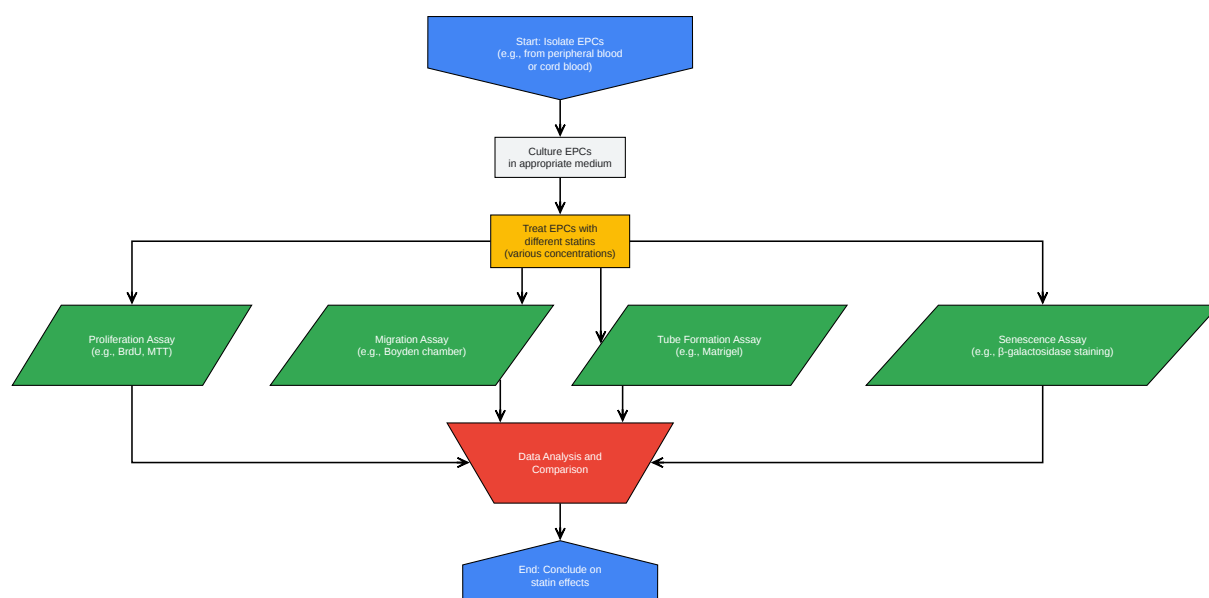 Start: Isolate EPCs
(e.g., from peripheral blood
or cord blood)
Culture EPCs
in appropriate medium
Treat EPCs with
different statins
(various concentrations)
Proliferation Assay
(e.g., BrdU, MTT)
Migration Assay
(e.g., Boyden chamber)
Tube Formation Assay
(e.g., Matrigel)
Senescence Assay
(e.g., β-galactosidase staining)
Data Analysis and
Comparison
End: Conclude on
statin effects